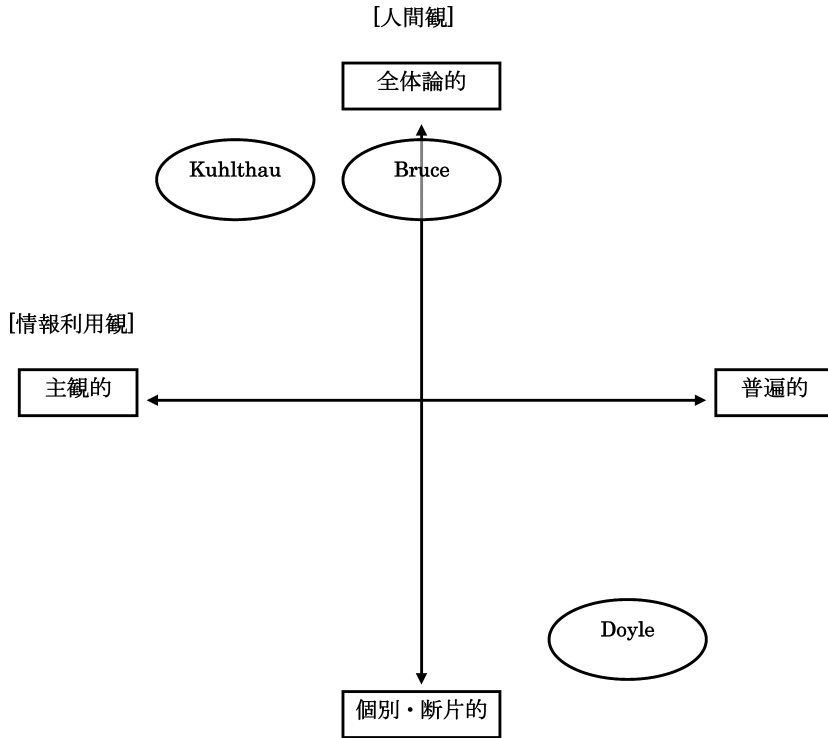 [人間観]
全体論的
Kuhlthau
Bruce
[情報利用観]
主観的
普遍的
Doyle
個別・断片的